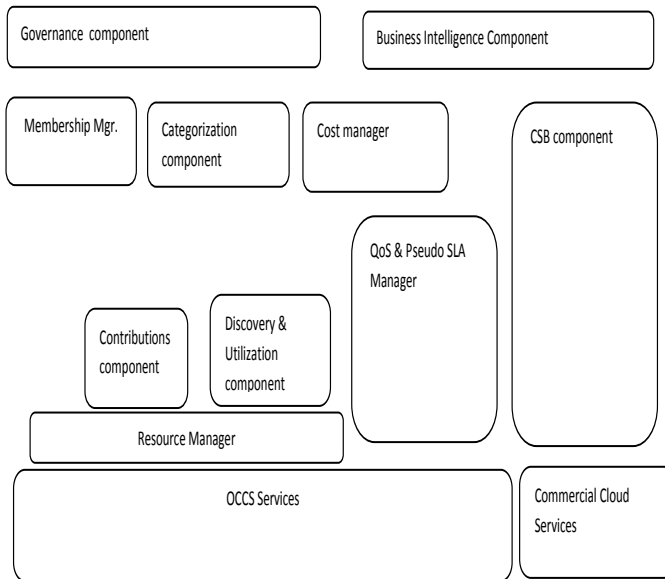 Governance component
Business Intelligence Component
Membership Mgr.
Categorization
component
Cost manager
CSB component
QoS & Pseudo SLA
Manager
Contributions
component
Discovery &
Utilization
component
Resource Manager
OCCS Services
Commercial Cloud
Services